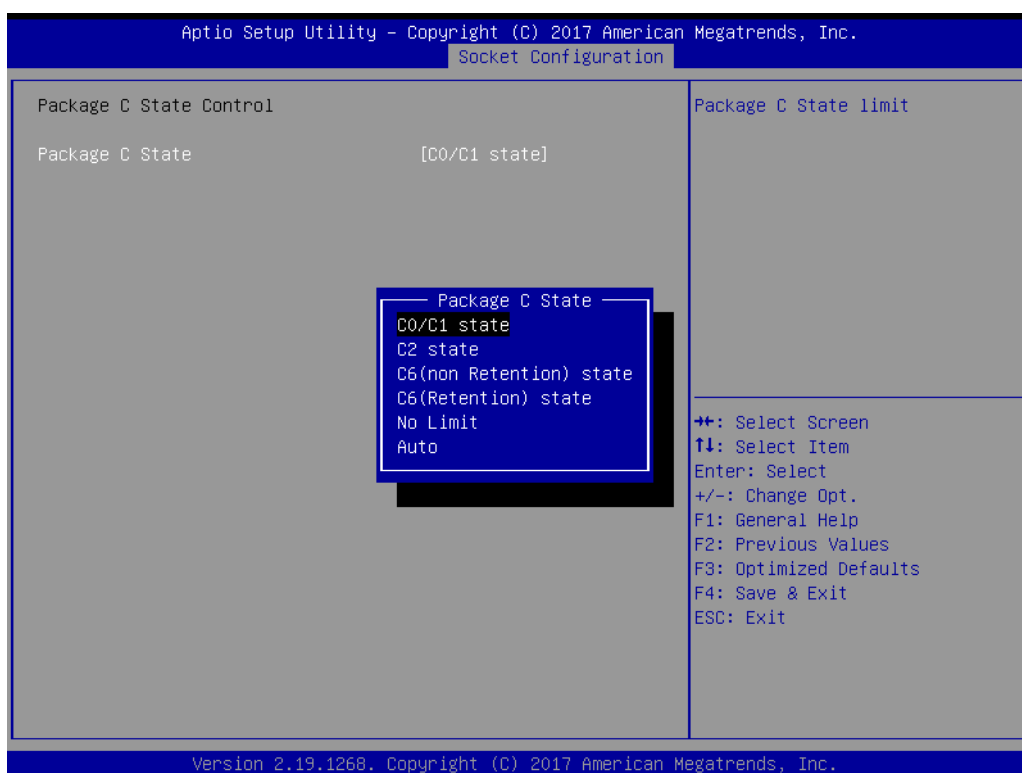 Aptio Setup Utility – Copyright (C) 2017 American Megatrends, Inc.
Socket Configuration
Package C State Control
Package C State [C0/C1 state]
Package C State
C0/C1 state
C2 state
C6(non Retention) state
C6(Retention) state
No Limit
Auto
Package C State limit
→←: Select Screen
↑↓: Select Item
Enter: Select
+/-: Change Opt.
F1: General Help
F2: Previous Values
F3: Optimized Defaults
F4: Save & Exit
ESC: Exit
Version 2.19.1268. Copyright (C) 2017 American Megatrends, Inc.